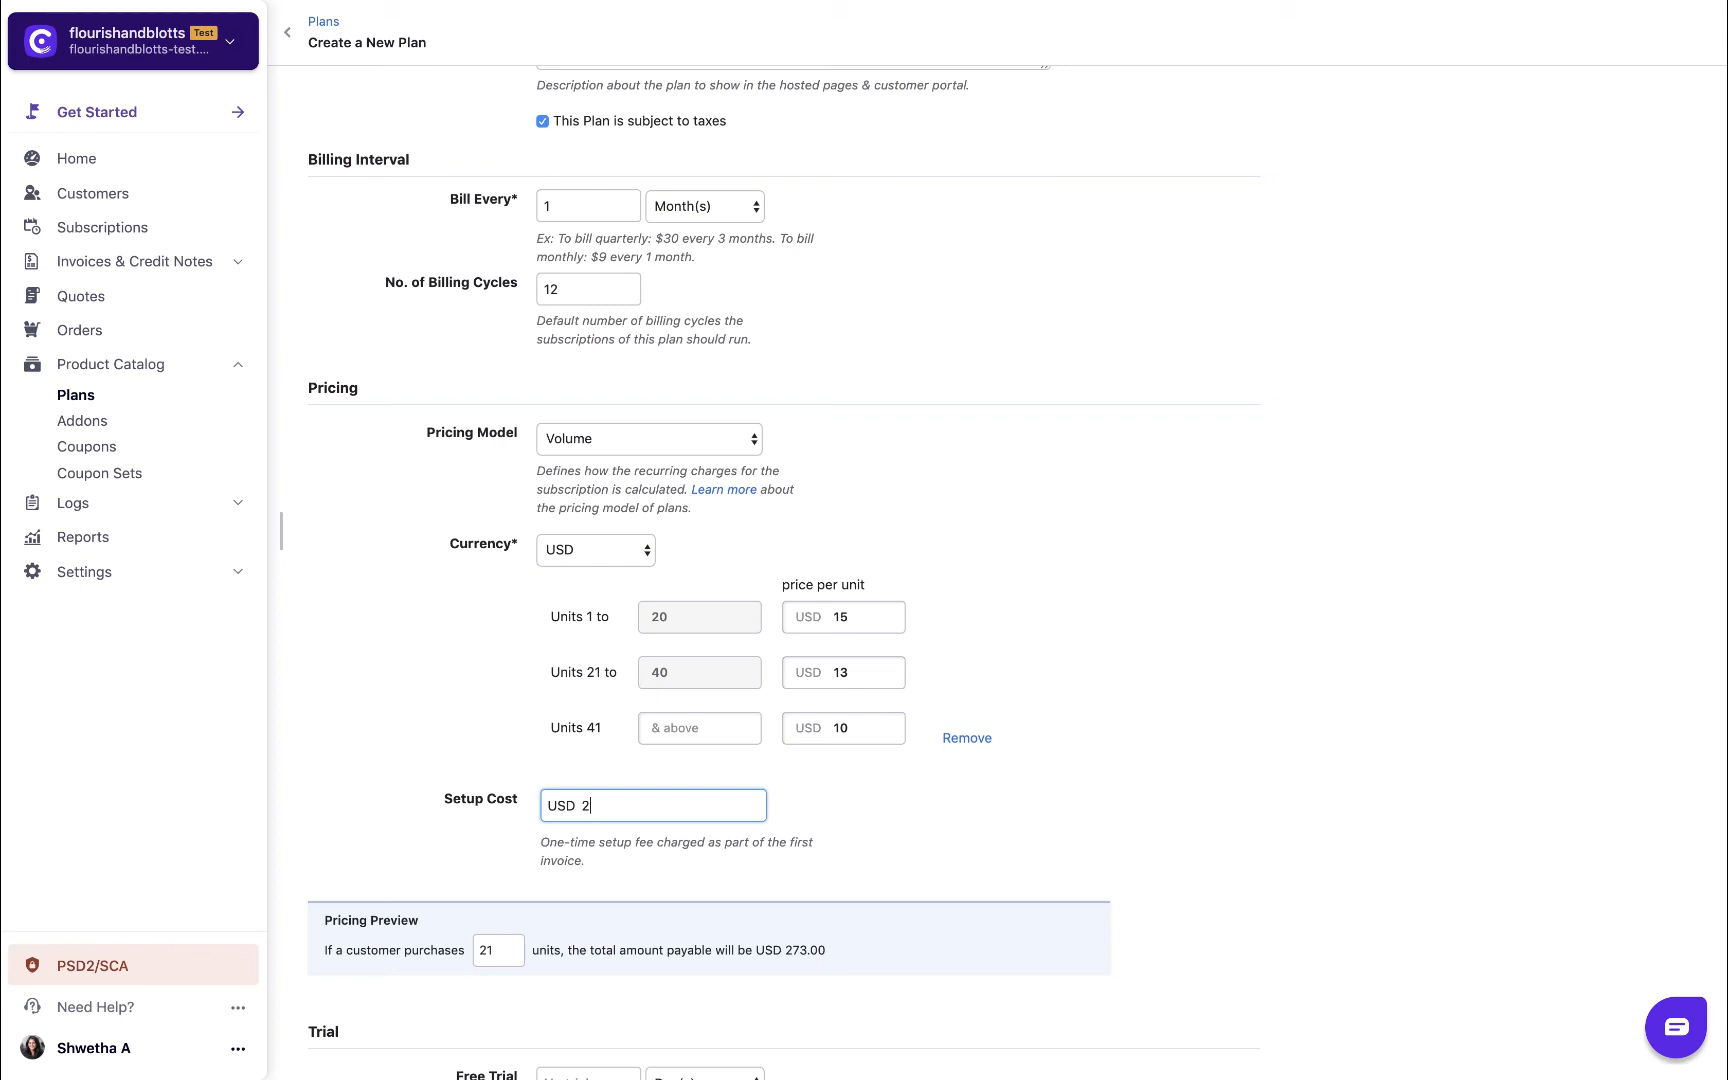 flourishandblotts Test
flourishandblotts-test....
Get Started
Home
Customers
Subscriptions
Invoices & Credit Notes
Quotes
Orders
Product Catalog
Plans
Addons
Coupons
Coupon Sets
Logs
Reports
Settings
PSD2/SCA
Need Help?
Shwetha A
Plans
Create a New Plan
Description about the plan to show in the hosted pages & customer portal.
This Plan is subject to taxes
Billing Interval
Bill Every* 1 Month(s)
Ex: To bill quarterly: $30 every 3 months. To bill
monthly: $9 every 1 month.
No. of Billing Cycles 12
Default number of billing cycles the
subscriptions of this plan should run.
Pricing
Pricing Model Volume
Defines how the recurring charges for the
subscription is calculated. Learn more about
the pricing model of plans.
Currency* USD
price per unit
Units 1 to 20 USD 15
Units 21 to 40 USD 13
Units 41 & above USD 10 Remove
Setup Cost USD 2
One-time setup fee charged as part of the first
invoice.
Pricing Preview
If a customer purchases 21 units, the total amount payable will be USD 273.00
Trial
Free Trial